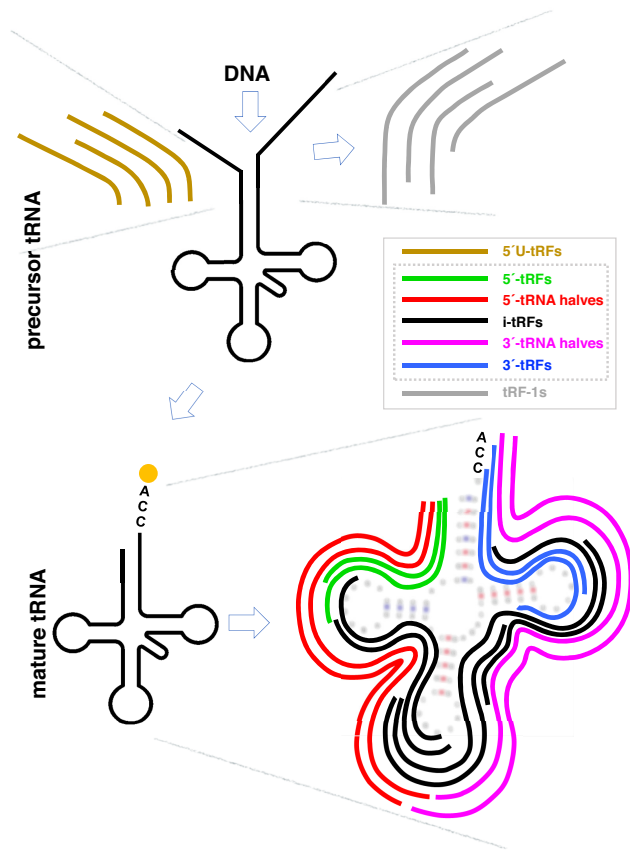 DNA
precursor tRNA
5´U-tRFs
5´-tRFs
5´-tRNA halves
i-tRFs
3´-tRNA halves
3´-tRFs
tRF-1s
A
C
C
mature tRNA
A
C
C